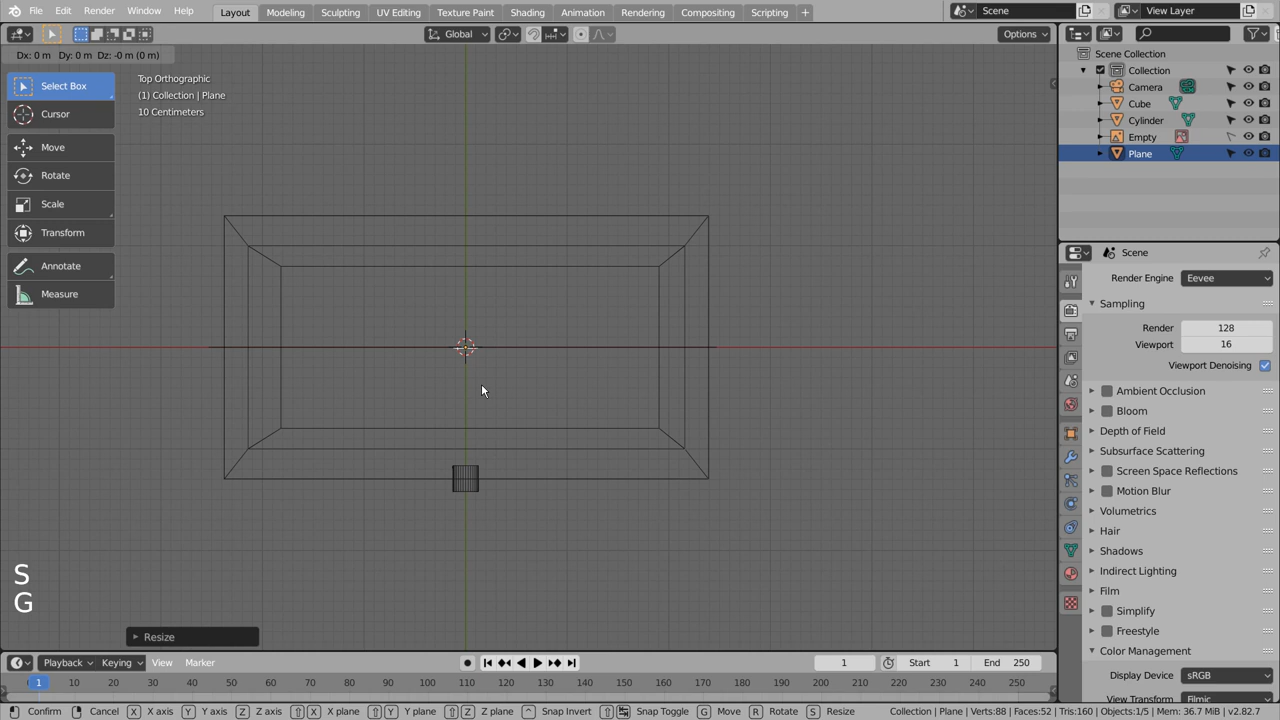 File Edit Render Window Help Layout Modeling Sculpting UV Editing Texture Paint Shading Animation Rendering Compositing Scripting + Scene View Layer
Global Options
Dx: 0 m Dy: 0 m Dz: -0 m (0 m)
Select Box
Cursor
Move
Rotate
Scale
Transform
Annotate
Measure
Top Orthographic
(1) Collection | Plane
10 Centimeters
S
G
Resize
Scene Collection
Collection
Camera
Cube
Cylinder
Empty
Plane
Scene
Render Engine Eevee
Sampling
Render 128
Viewport 16
Viewport Denoising
Ambient Occlusion
Bloom
Depth of Field
Subsurface Scattering
Screen Space Reflections
Motion Blur
Volumetrics
Hair
Shadows
Indirect Lighting
Film
Simplify
Freestyle
Color Management
Display Device sRGB
View Transform Filmic
Playback Keying View Marker 1 Start 1 End 250
1 10 20 30 40 50 60 70 80 90 100 110 120 130 140 150 160 170 180 190 200 210 220 230 240 250
Confirm Cancel X X axis Y Y axis Z Z axis X X plane Y Y plane Z Z plane Snap Invert Snap Toggle G Move R Rotate S Resize Collection | Plane | Verts:88 | Faces:52 | Tris:160 | Objects:1/5 | Mem: 36.7 MiB | v2.82.7